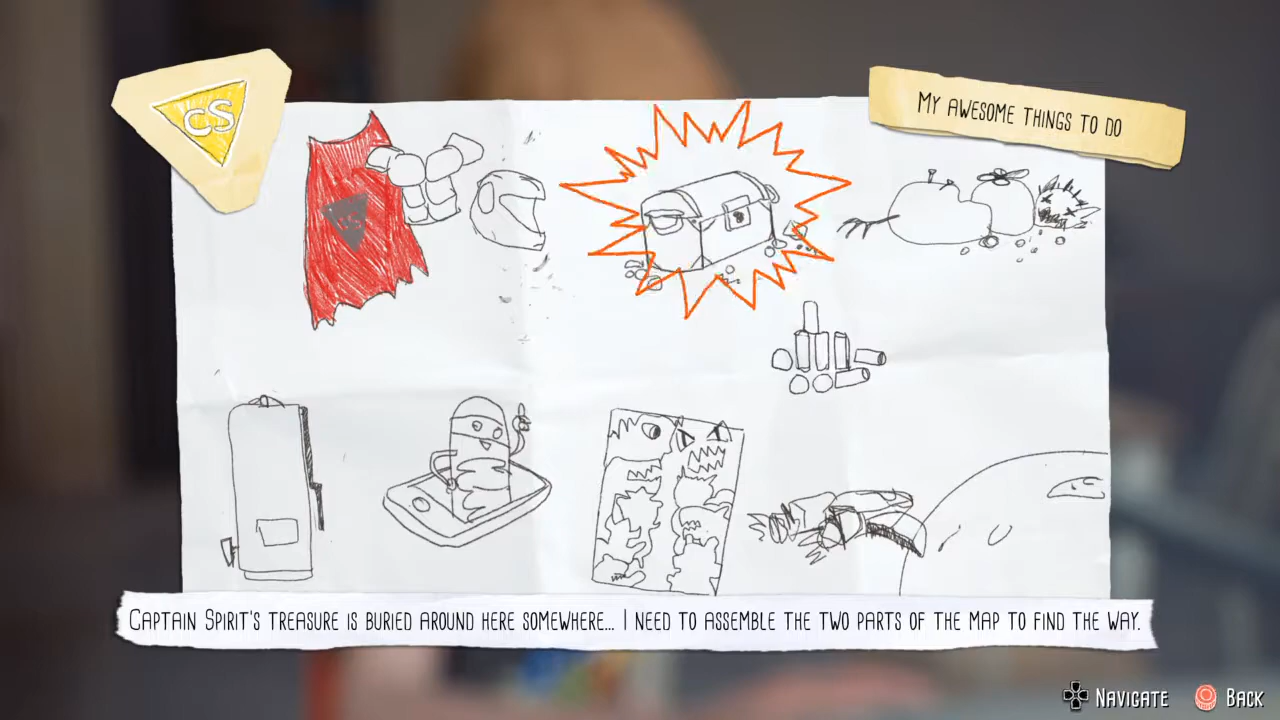 CS
MY AWESOME THINGS TO DO
CAPTAIN SPIRIT'S TREASURE IS BURIED AROUND HERE SOMEWHERE... I NEED TO ASSEMBLE THE TWO PARTS OF THE MAP TO FIND THE WAY.
NAVIGATE BACK